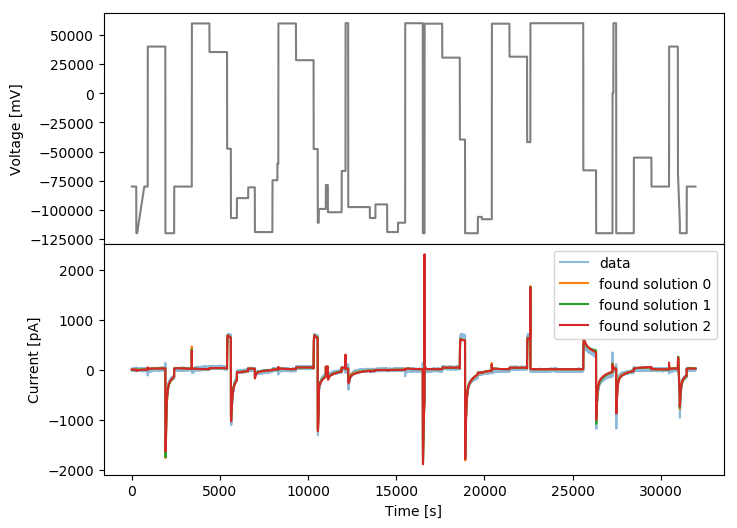 50000
25000
0
−25000
−50000
−75000
−100000
−125000
Voltage [mV]
data
found solution 0
found solution 1
found solution 2
2000
1000
0
−1000
−2000
Current [pA]
0
5000
10000
15000
20000
25000
30000
Time [s]